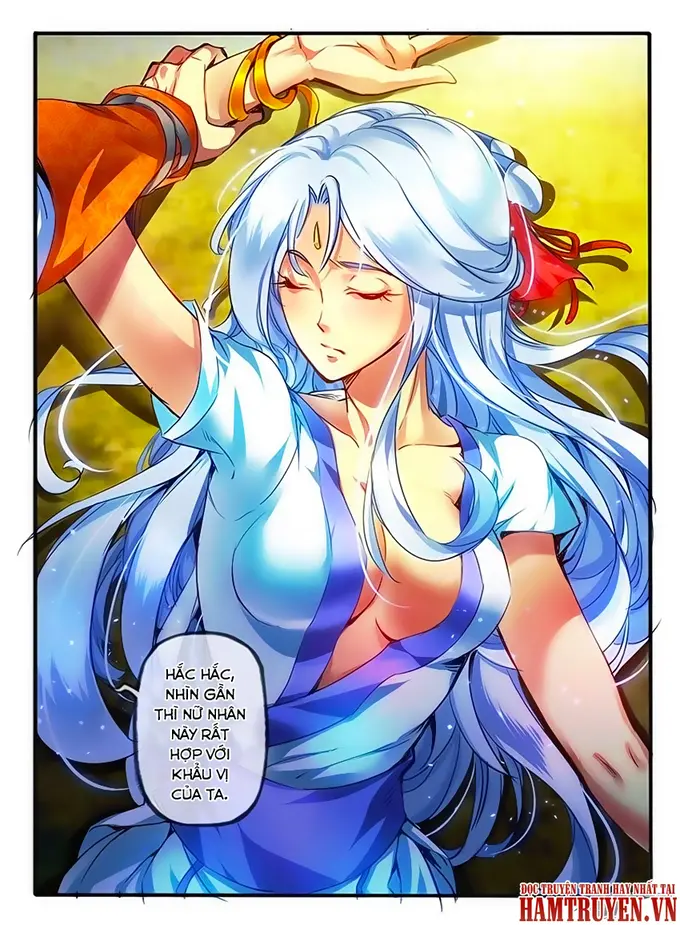 HẮC HẮC,
NHÌN GẦN
THÌ NỮ NHÂN
NÀY RẤT
HỢP VỚI
KHẨU VỊ
CỦA TA.
ĐỌC TRUYỆN TRANH HAY NHẤT TẠI
HAMTRUYEN.VN